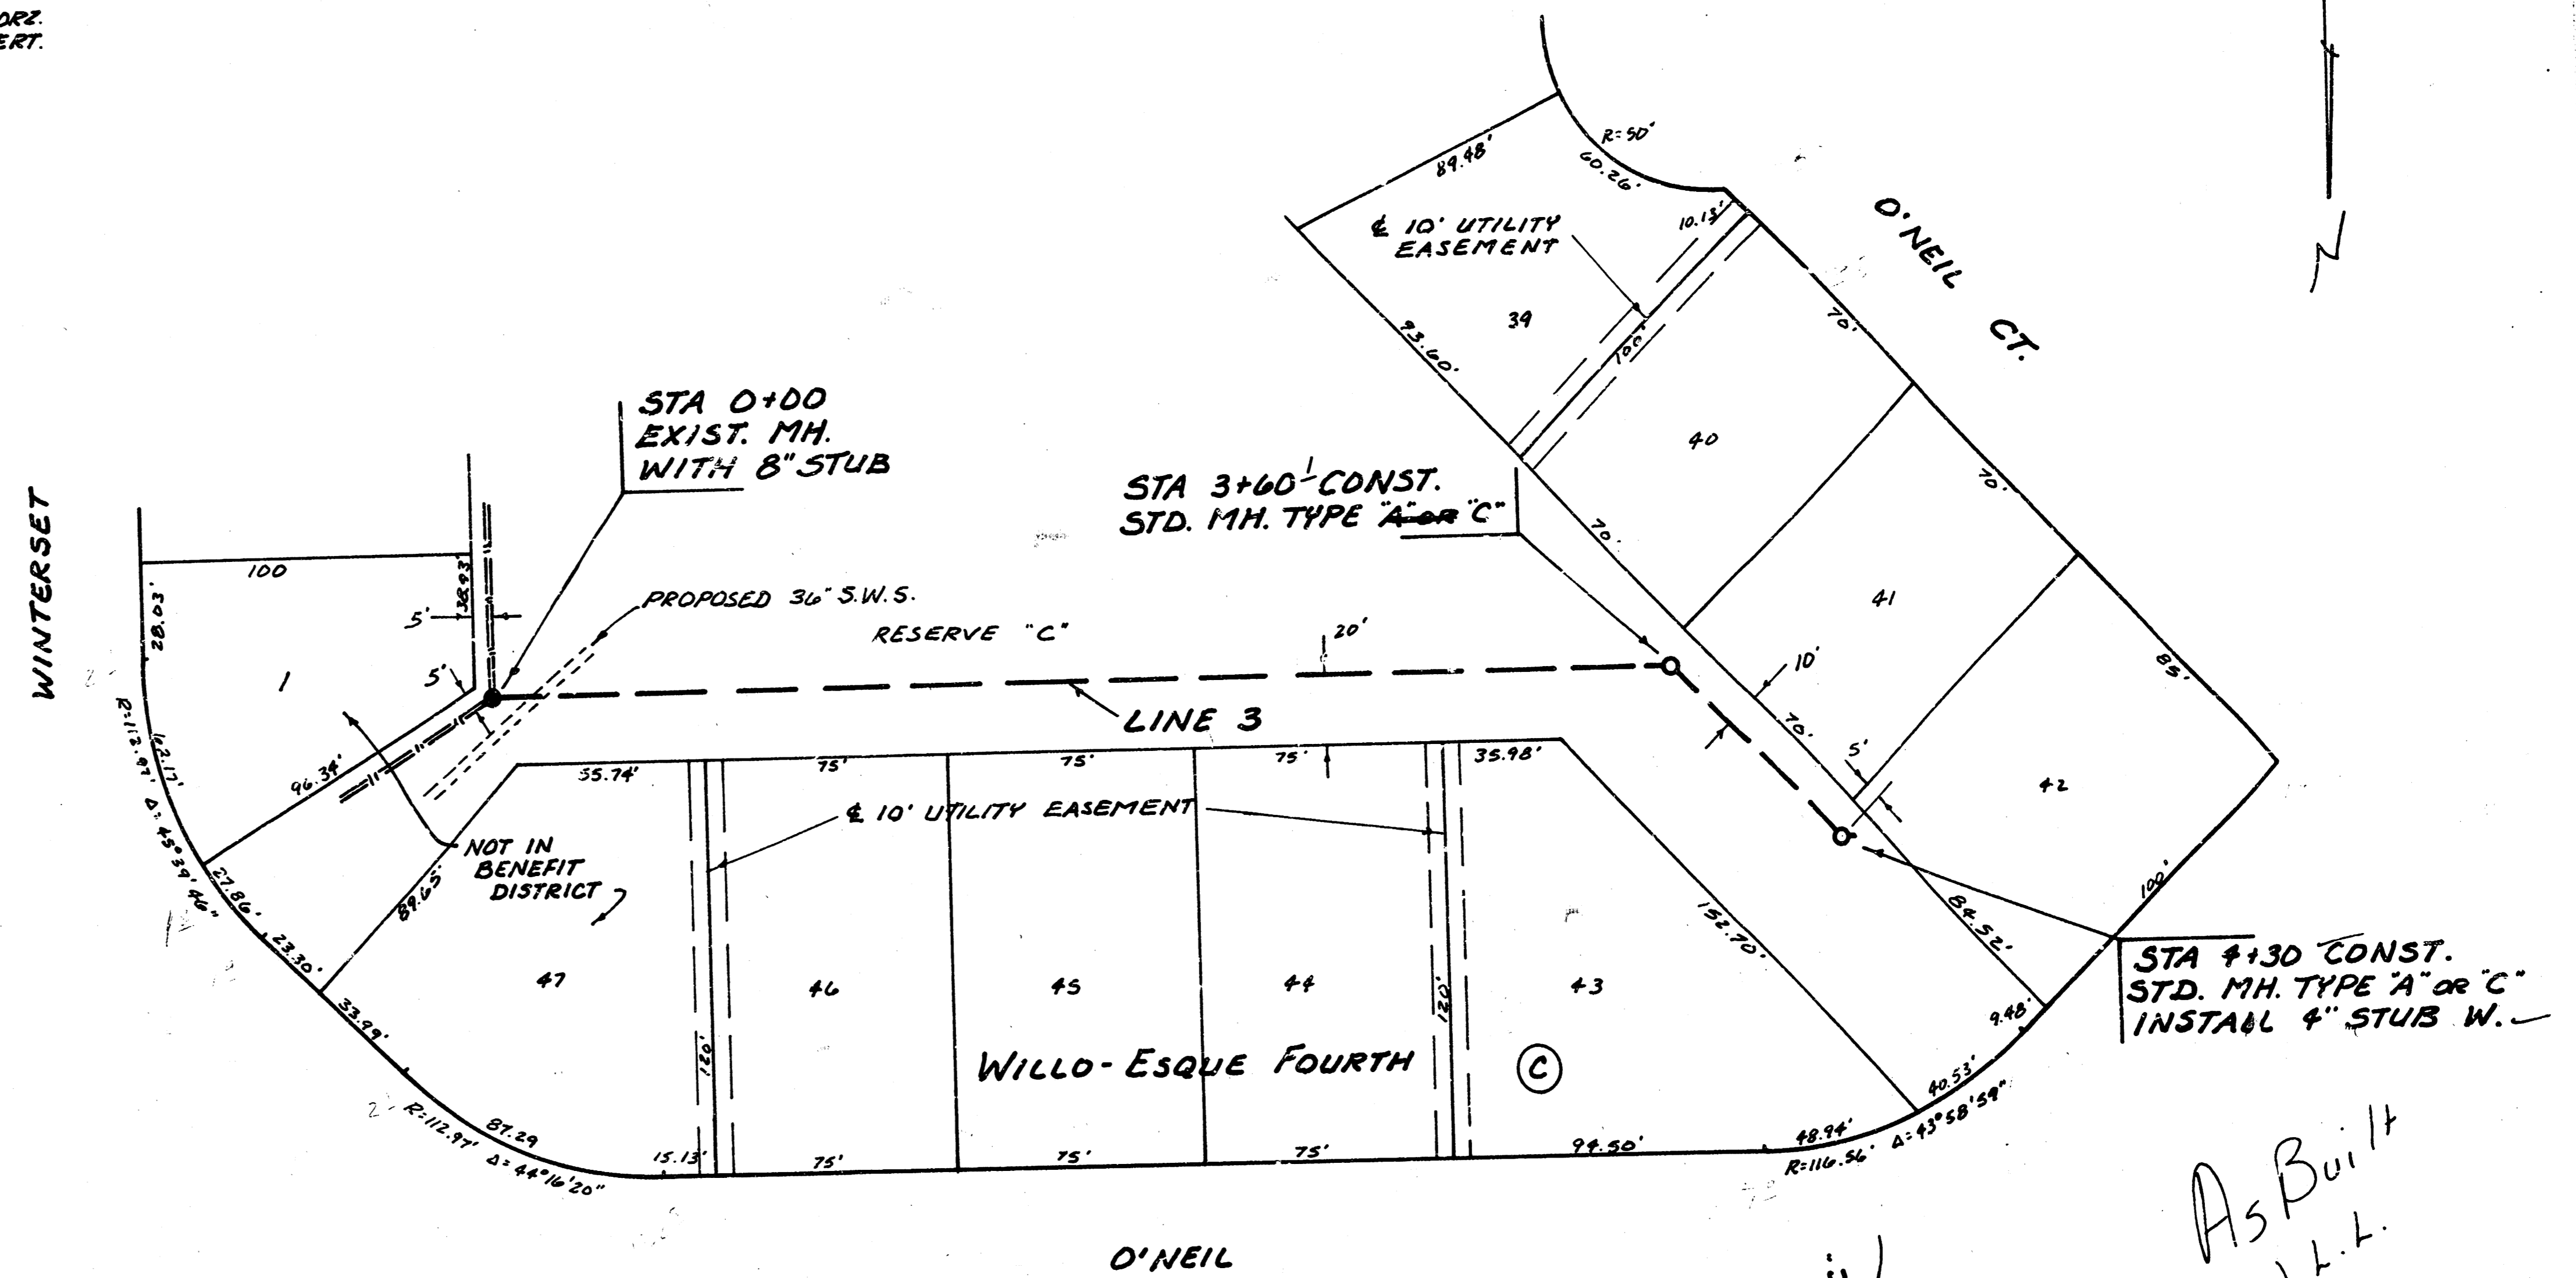 WINTERSET
STA 0+00
EXIST. MH.
WITH 8" STUB
PROPOSED 36" S.W.S.
RESERVE "C"
20'
LINE 3
STA 3+60 CONST.
STD. MH. TYPE "A" OR "C"
℄ 10' UTILITY
EASEMENT
O'NEIL
CT.
R=50'
60.26'
89.48'
10.13'
93.60'
100'
39
40
41
42
70'
70'
85'
70'
70'
10'
5'
84.52'
100'
100
28.03'
38.93'
5'
5'
1
96.34'
62.17'
R=112.97' Δ=45°39'46"
27.86'
23.30'
33.99'
89.65'
NOT IN
BENEFIT
DISTRICT
55.74'
75'
75'
75'
35.98'
℄ 10' UTILITY EASEMENT
47
46
45
44
43
120'
120'
152.70'
WILLO-ESQUE FOURTH
C
STA 4+30 CONST.
STD. MH. TYPE "A" OR "C"
INSTALL 4" STUB W.
9.48'
40.53'
48.94'
R=116.56' Δ=43°58'59"
94.50'
75'
75'
75'
15.13'
87.29
R=112.97' Δ=44°16'20"
O'NEIL
As Built
L.L.
N